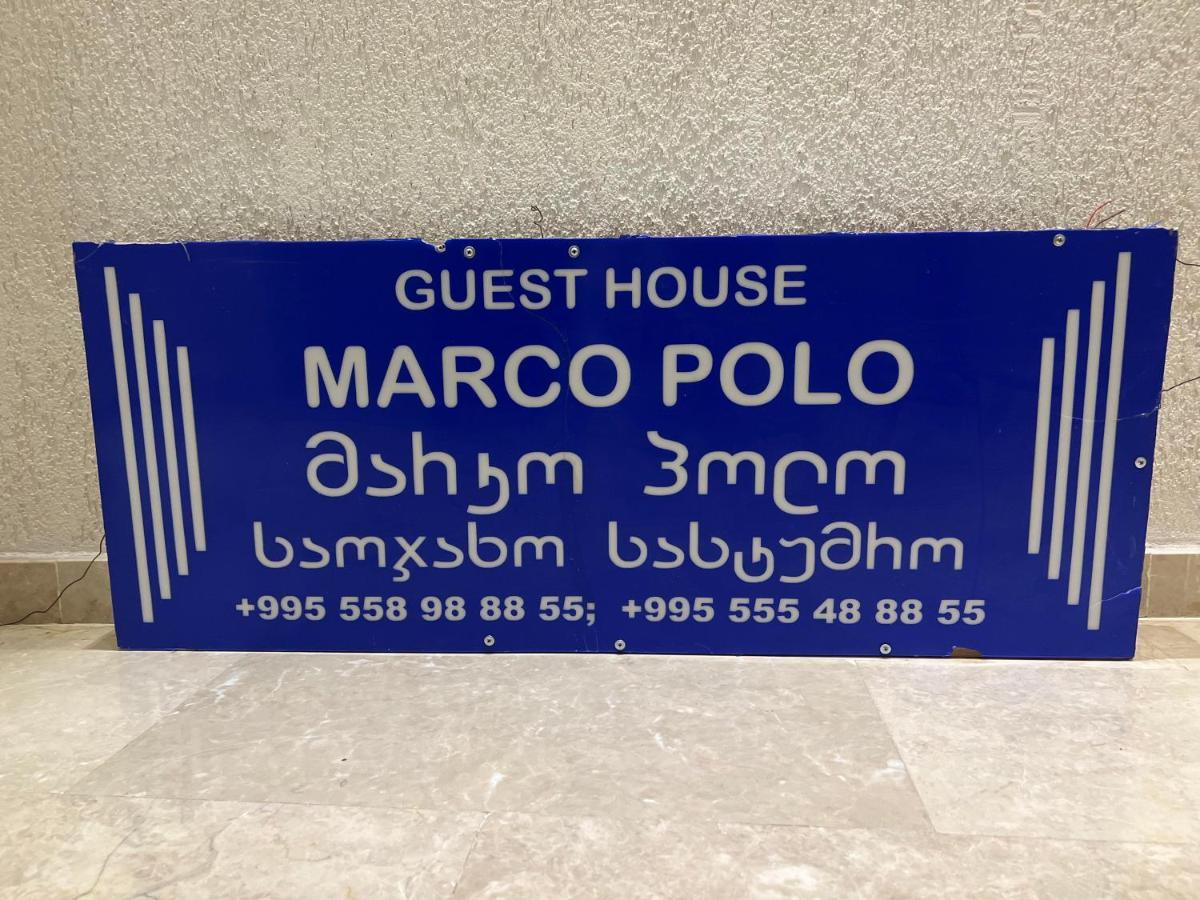 GUEST HOUSE
MARCO POLO
მარკო პოლო
საოჯახო სასტუმრო
+995 558 98 88 55; +995 555 48 88 55